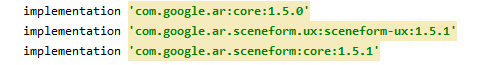 implementation 'com.google.ar:core:1.5.0'
implementation 'com.google.ar.sceneform.ux:sceneform-ux:1.5.1'
implementation 'com.google.ar.sceneform:core:1.5.1'